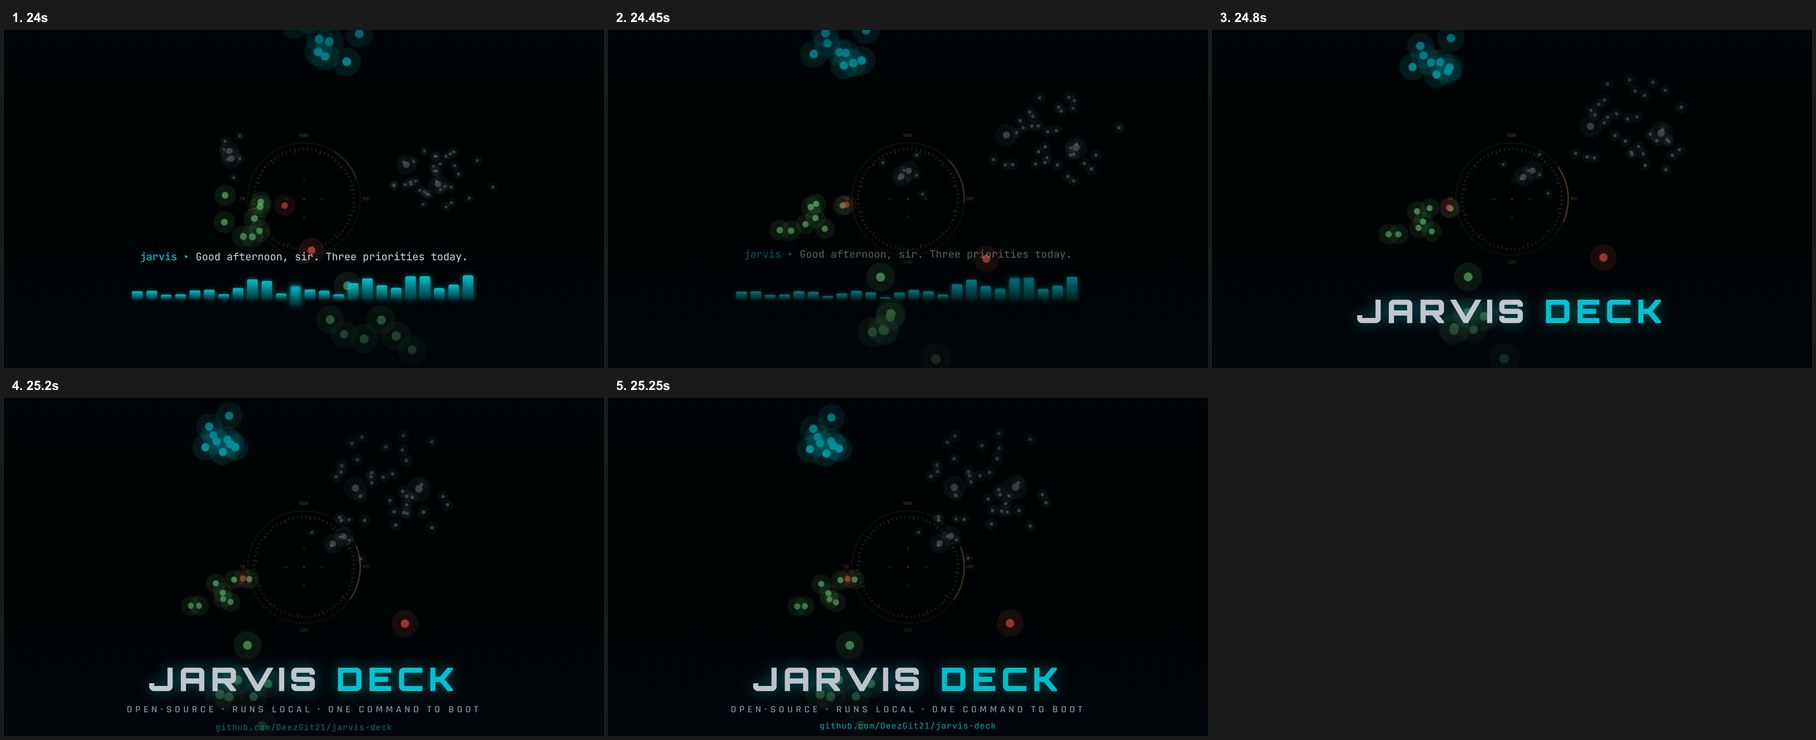 1. 24s
2. 24.45s
3. 24.8s
jarvis ▸ Good afternoon, sir. Three priorities today.
jarvis ▸ Good afternoon, sir. Three priorities today.
JARVIS DECK
4. 25.2s
5. 25.25s
JARVIS DECK
OPEN-SOURCE · RUNS LOCAL · ONE COMMAND TO BOOT
github.com/DeezGit21/jarvis-deck
JARVIS DECK
OPEN-SOURCE · RUNS LOCAL · ONE COMMAND TO BOOT
github.com/DeezGit21/jarvis-deck